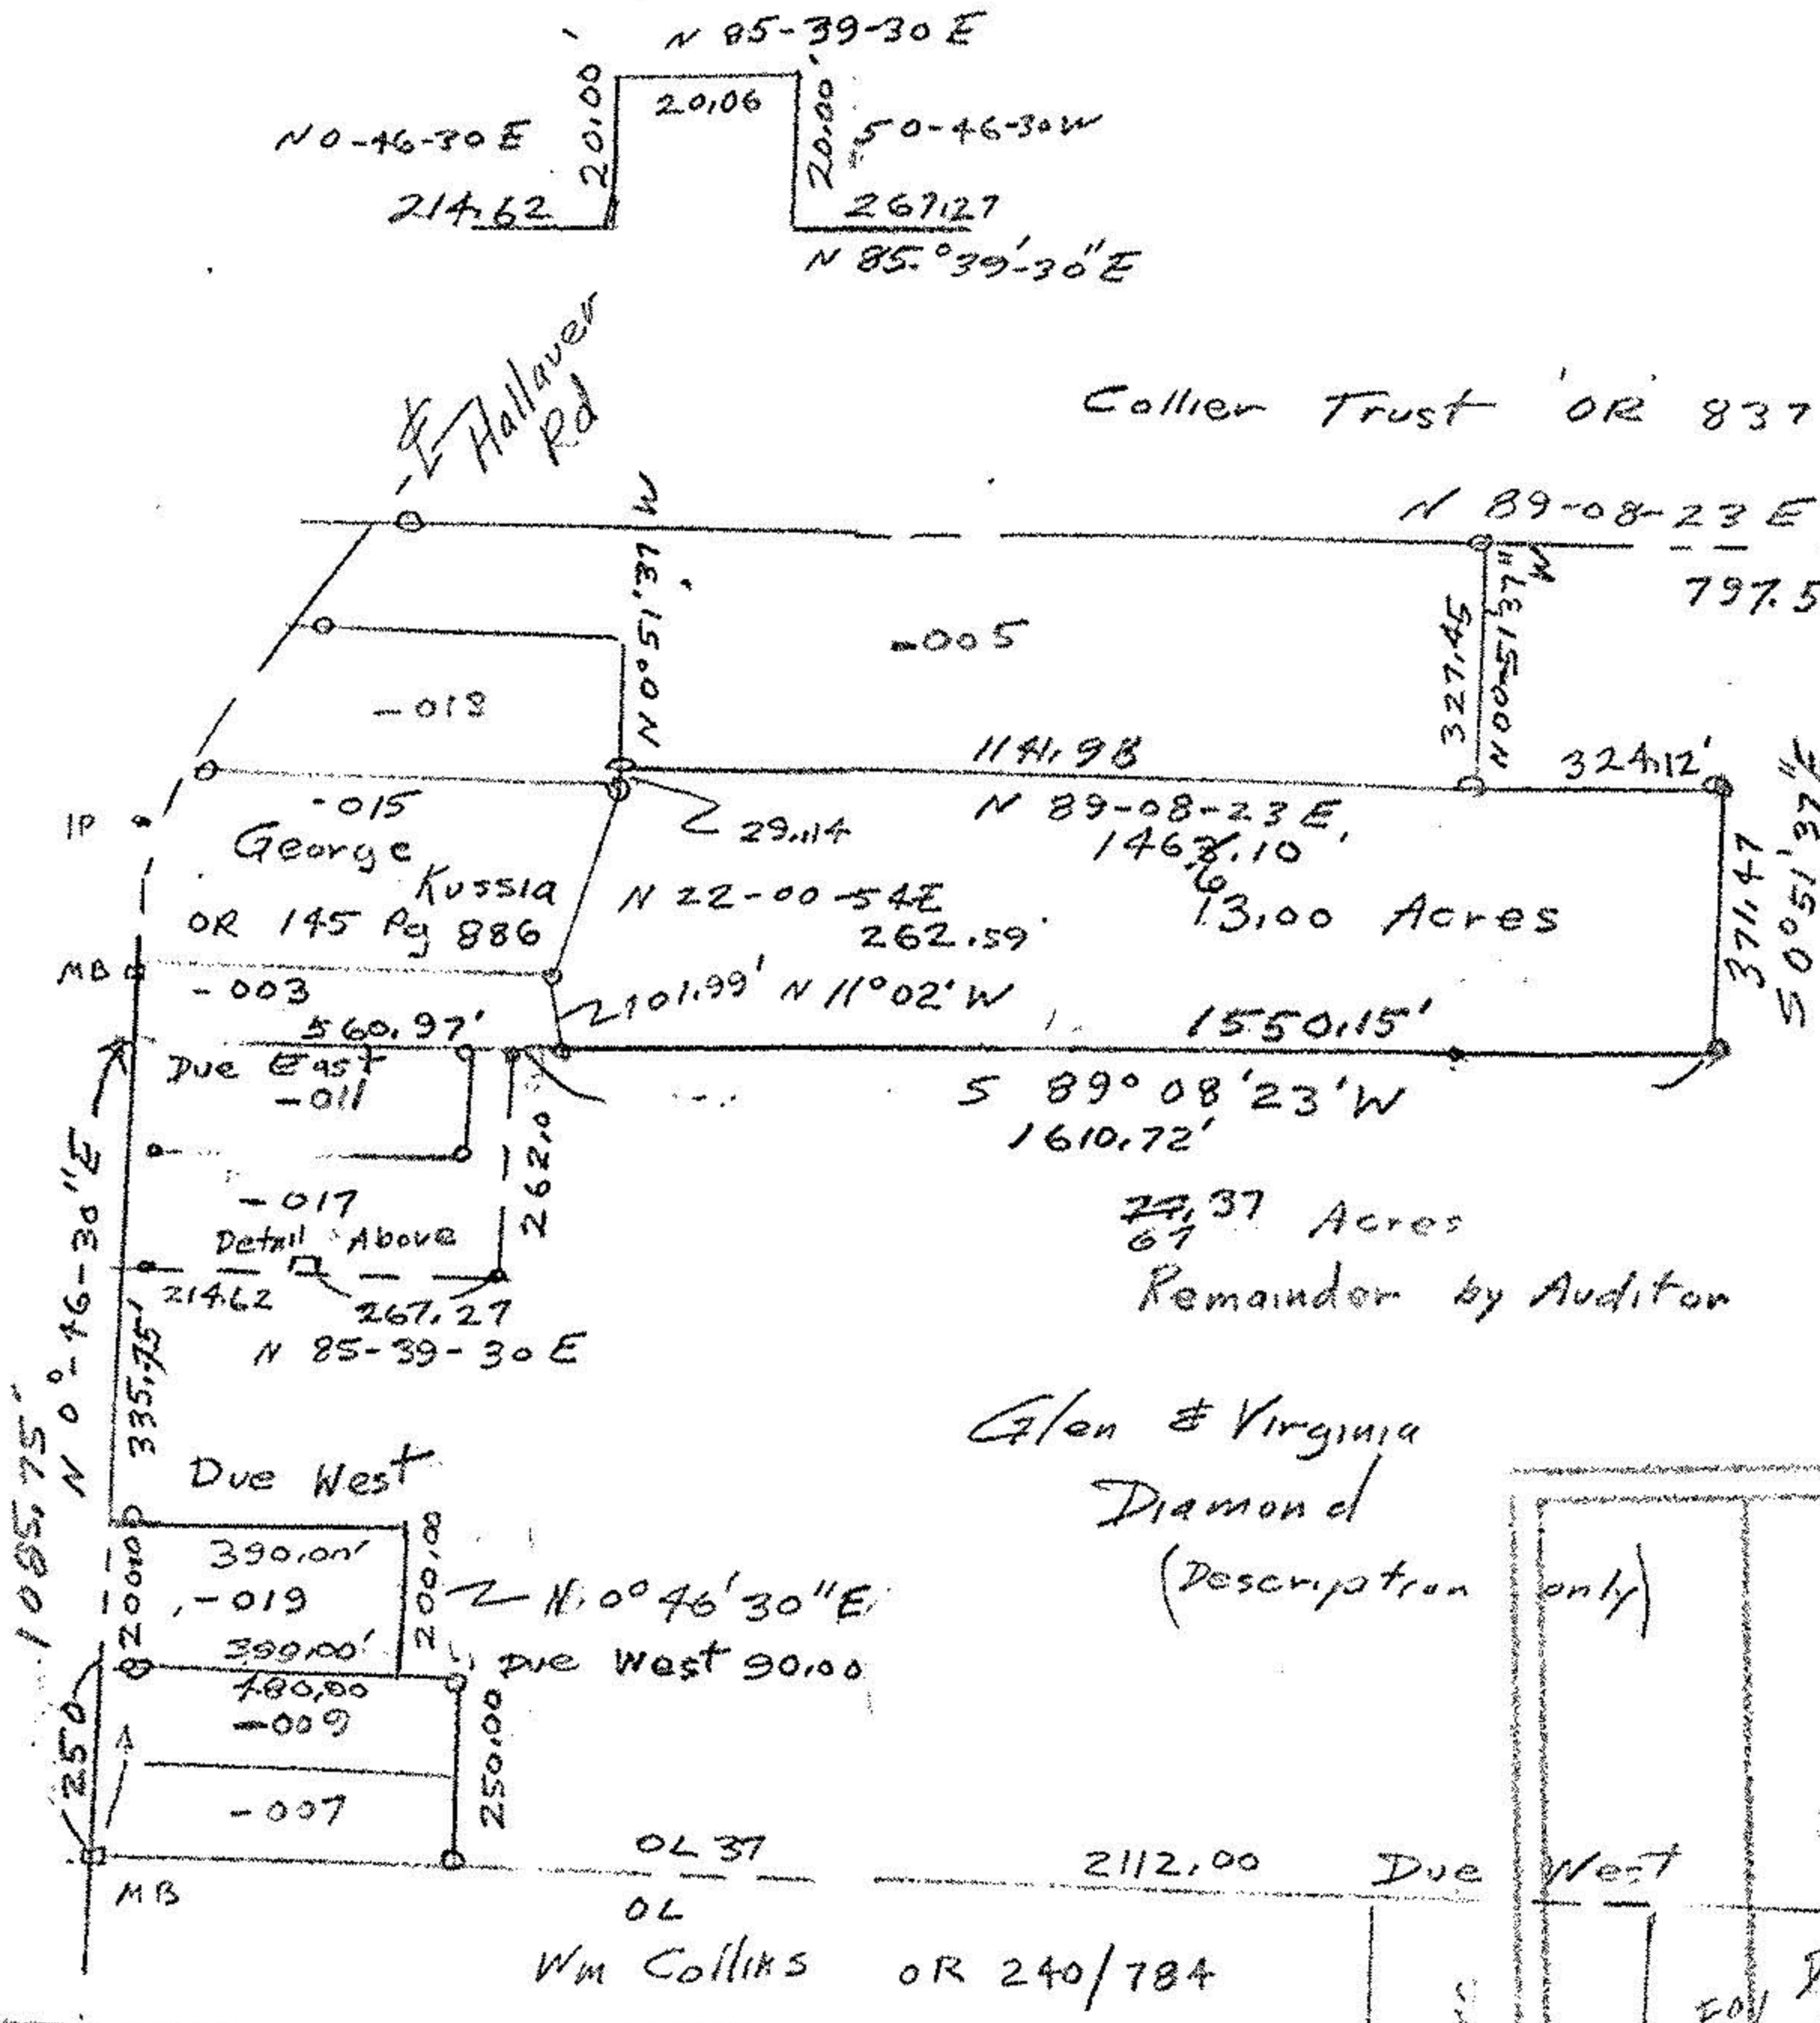 N 85-39-30 E
20.00
20.06
20.00'
N 0-46-30 E
S 0-46-30 W
214.62
267.27
N 85.°39'-30"E
Hallauer
Rd
Collier Trust OR 837
N 89-08-23 E
N 0°51'37 W
797.5
-005
327.45
N 00-51'37" W
-018
1141.98
324.12'
-015
IP
29.14
N 89-08-23 E
George
Kussia
OR 145 Pg 886
N 22-00-54E
262.59
13.00 Acres
371.47
S 0°51'37"E
MB
-003
101.99' N 11°02'W
560.97'
1550.15'
Due East
-011
S 89°08'23'W
1610.72'
262.0
-017
Detail Above
37 Acres
67
Remainder by Auditor
214.62
267.27
N 85-39-30 E
N 0°-46-30"E
335.75'
1085.75'
Glen & Virginia
Diamond
(Description only)
Due West
390.00'
200.0
200.0
-019
N. 0°46'30"E
390.00'
Due West 90.00
480.00
-009
250
250.00
-007
MB
OL 37
2112.00 Due West
OL
Wm Collins OR 240/784